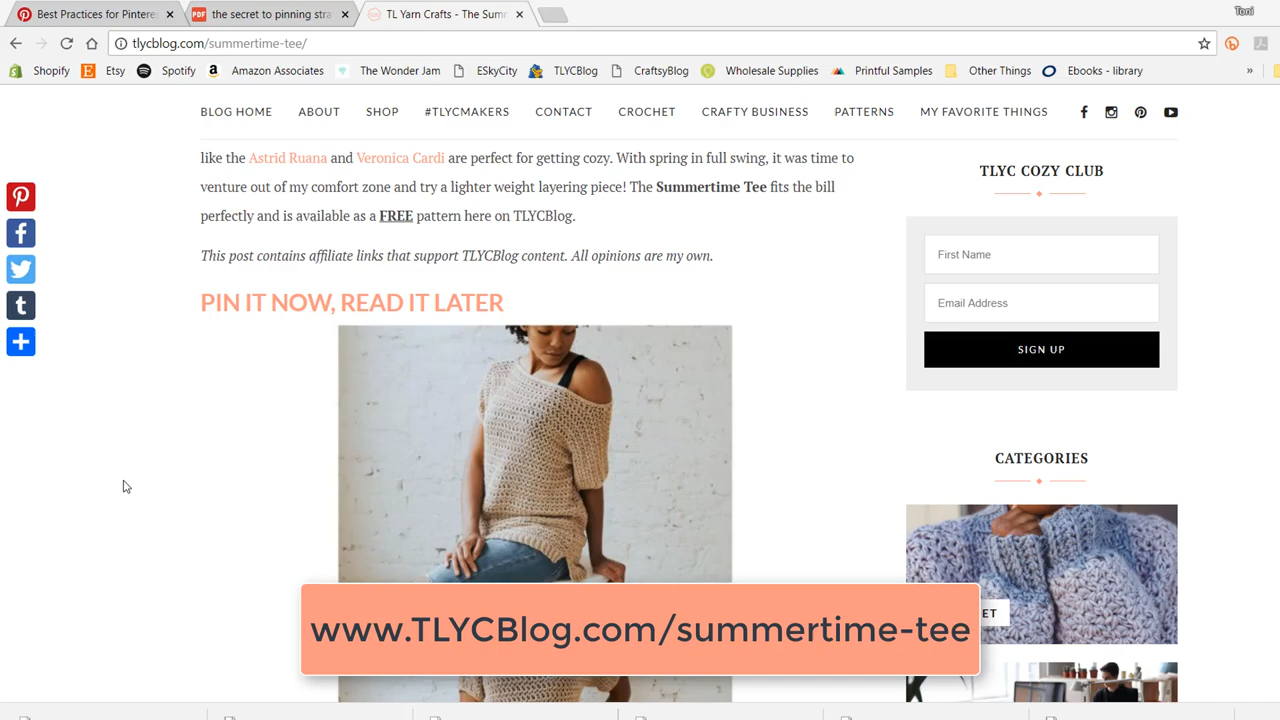 Best Practices for Pinteres
the secret to pinning stra
TL Yarn Crafts - The Sum
Toni
tlycblog.com/summertime-tee/
Shopify
Etsy
Spotify
Amazon Associates
The Wonder Jam
ESkyCity
TLYCBlog
CraftsyBlog
Wholesale Supplies
Printful Samples
Other Things
Ebooks - library
»
BLOG HOME
ABOUT
SHOP
#TLYCMAKERS
CONTACT
CROCHET
CRAFTY BUSINESS
PATTERNS
MY FAVORITE THINGS
like the Astrid Ruana and Veronica Cardi are perfect for getting cozy. With spring in full swing, it was time to
venture out of my comfort zone and try a lighter weight layering piece! The Summertime Tee fits the bill
perfectly and is available as a FREE pattern here on TLYCBlog.
This post contains affiliate links that support TLYCBlog content. All opinions are my own.
PIN IT NOW, READ IT LATER
TLYC COZY CLUB
First Name
Email Address
SIGN UP
CATEGORIES
ET
www.TLYCBlog.com/summertime-tee